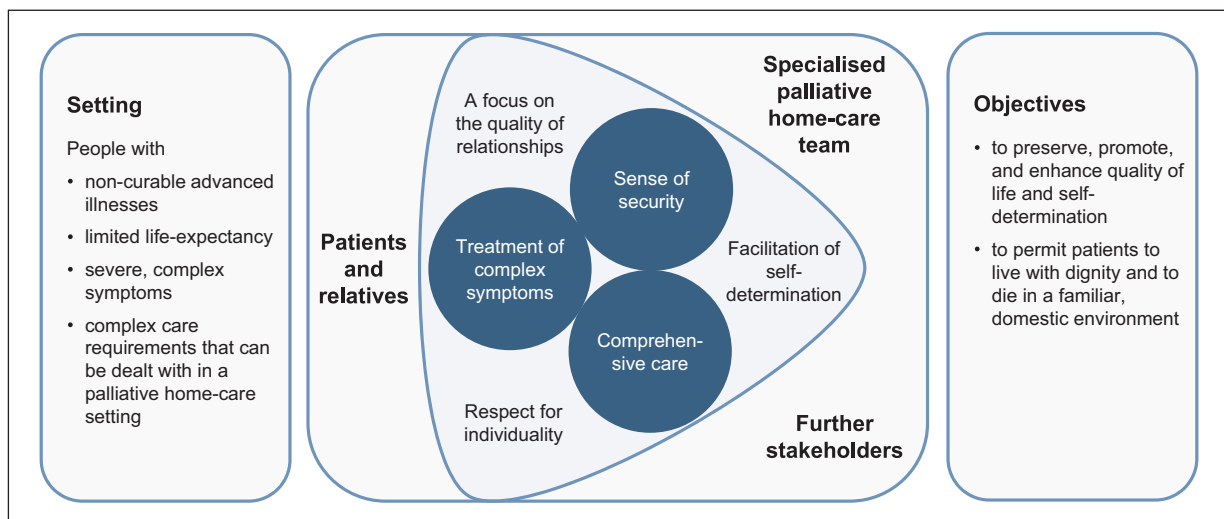 Setting
People with
• non-curable advanced
illnesses
• limited life-expectancy
• severe, complex
symptoms
• complex care
requirements that can
be dealt with in a
palliative home-care
setting
Patients
and
relatives
A focus on
the quality of
relationships
Sense of
security
Treatment of
complex
symptoms
Comprehen-
sive care
Facilitation of
self-
determination
Respect for
individuality
Specialised
palliative
home-care
team
Further
stakeholders
Objectives
• to preserve, promote,
and enhance quality of
life and self-
determination
• to permit patients to
live with dignity and to
die in a familiar,
domestic environment